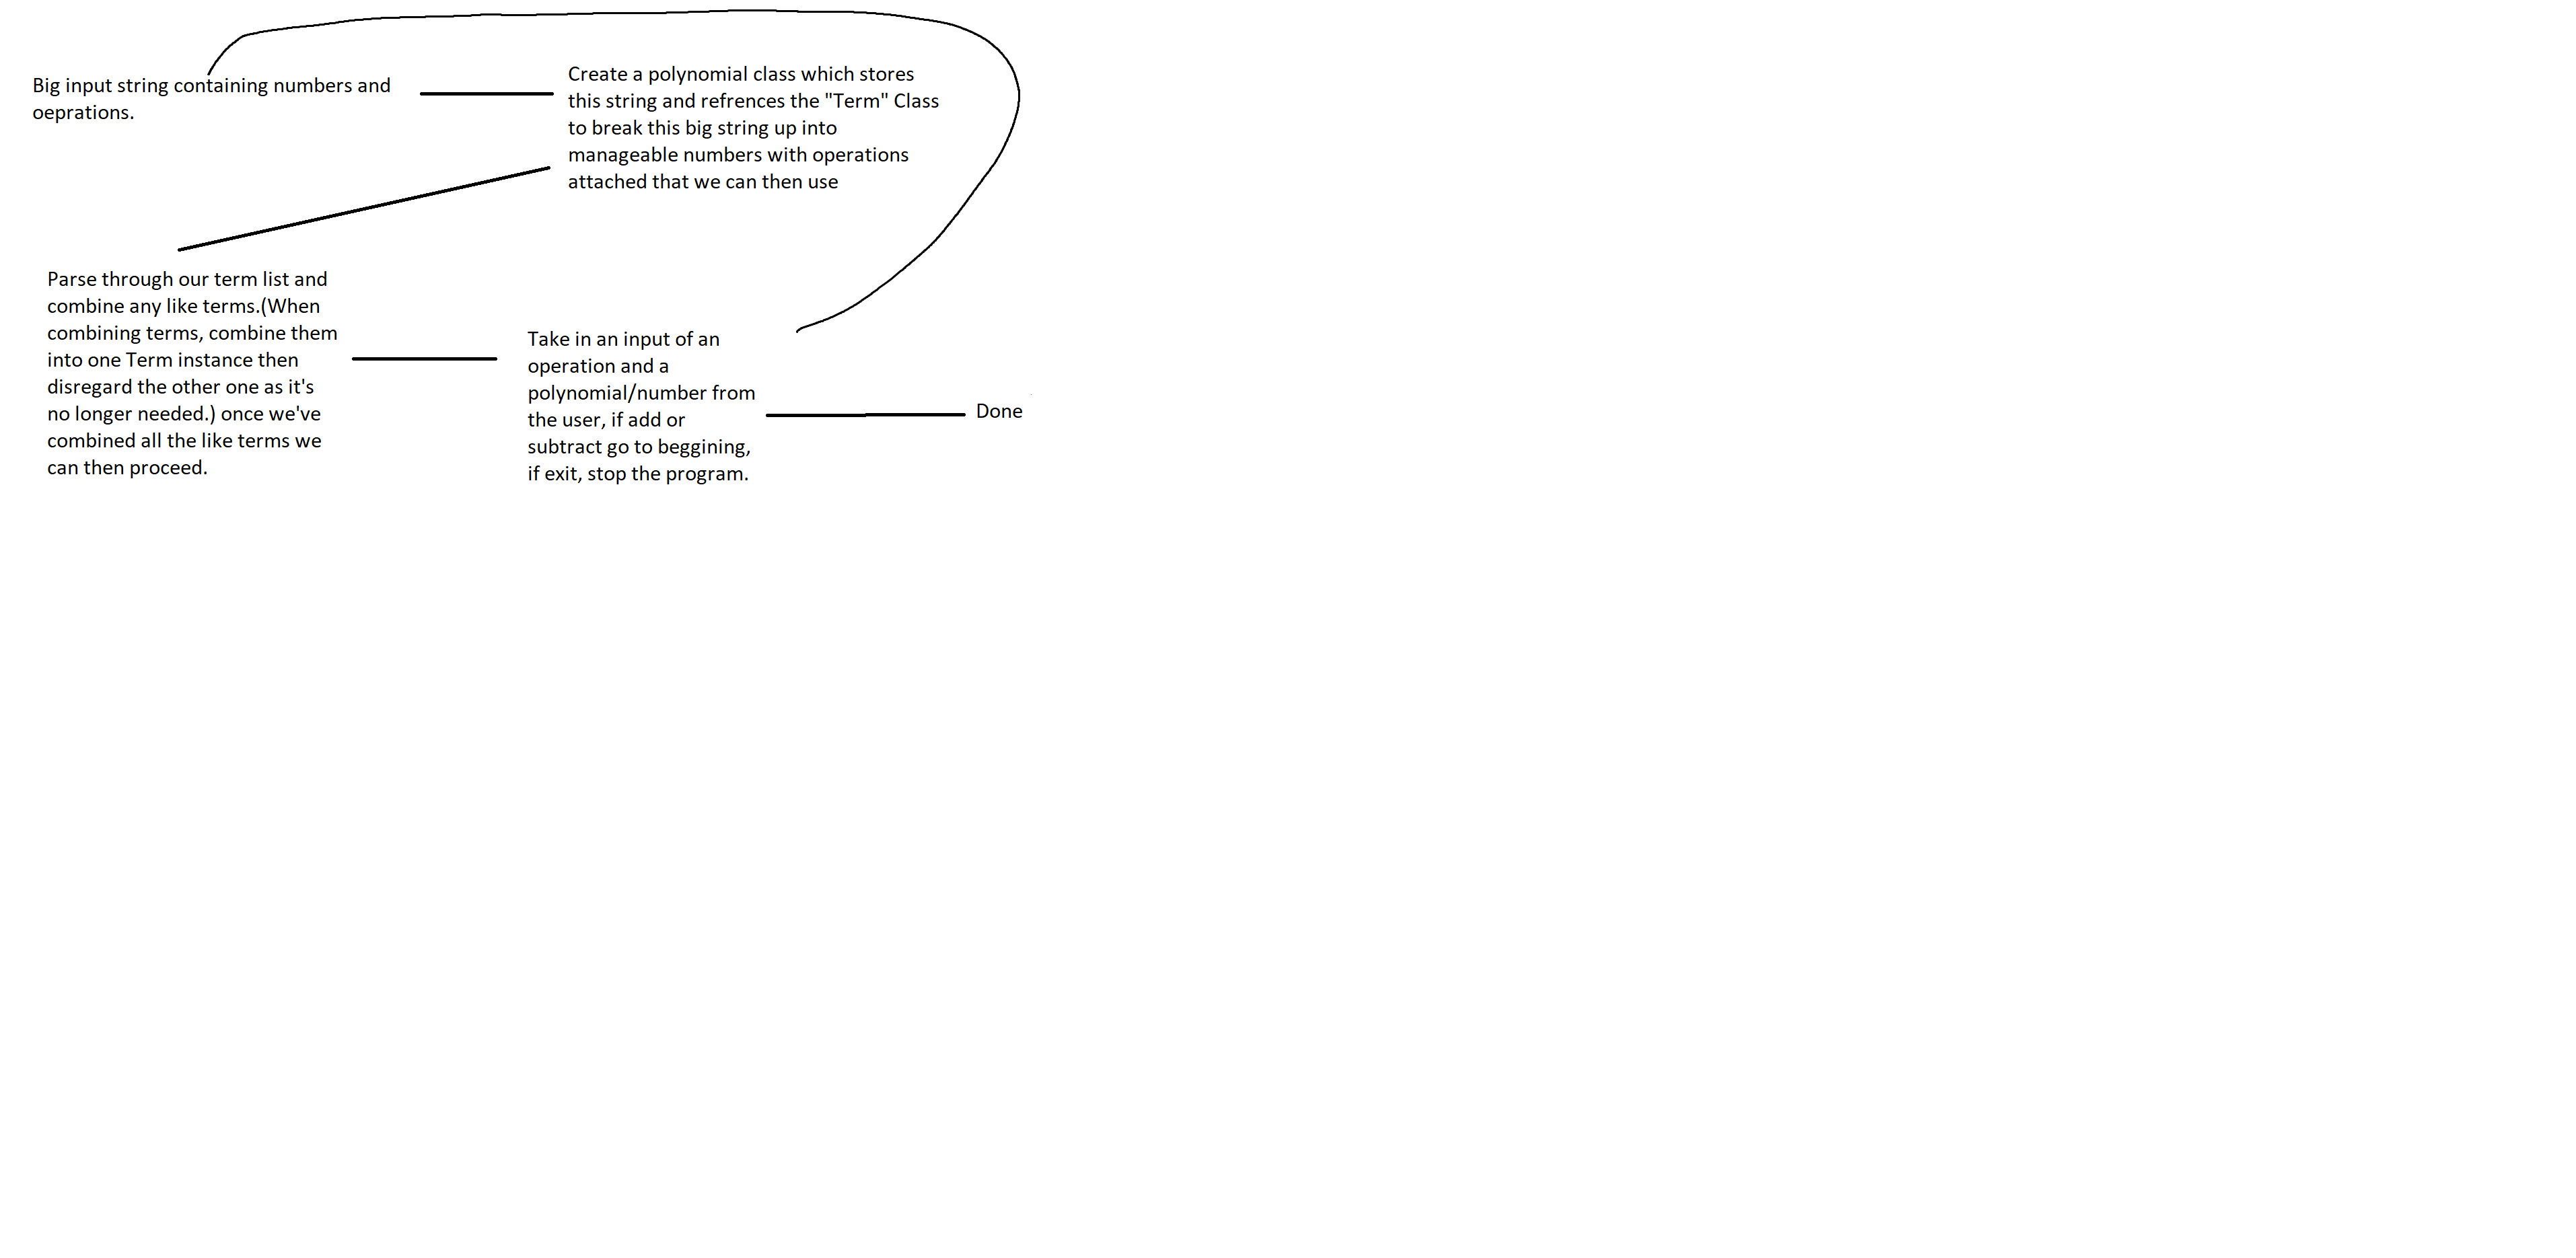 Big input string containing numbers and
oeprations.
Create a polynomial class which stores
this string and refrences the "Term" Class
to break this big string up into
manageable numbers with operations
attached that we can then use
Parse through our term list and
combine any like terms.(When
combining terms, combine them
into one Term instance then
disregard the other one as it's
no longer needed.) once we've
combined all the like terms we
can then proceed.
Take in an input of an
operation and a
polynomial/number from
the user, if add or
subtract go to beggining,
if exit, stop the program.
Done